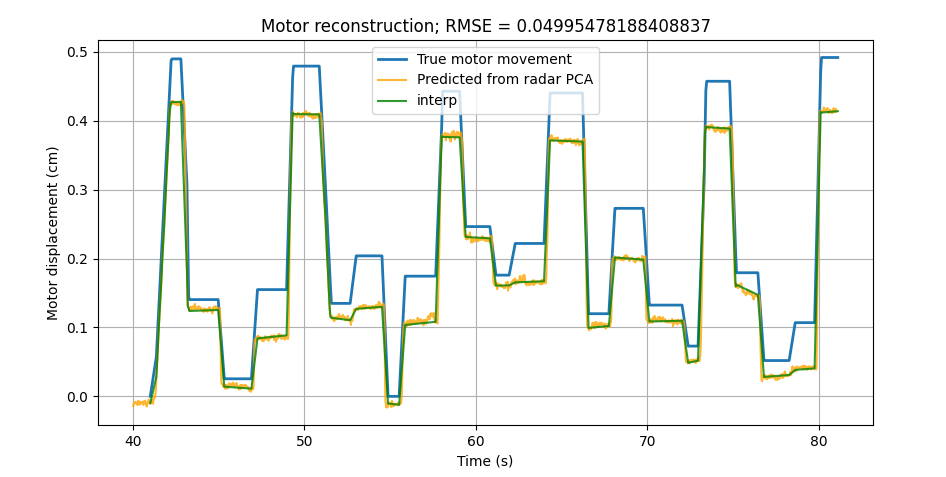 Motor reconstruction; RMSE = 0.04995478188408837
True motor movement
Predicted from radar PCA
interp
Motor displacement (cm)
0.5
0.4
0.3
0.2
0.1
0.0
40 50 60 70 80
Time (s)